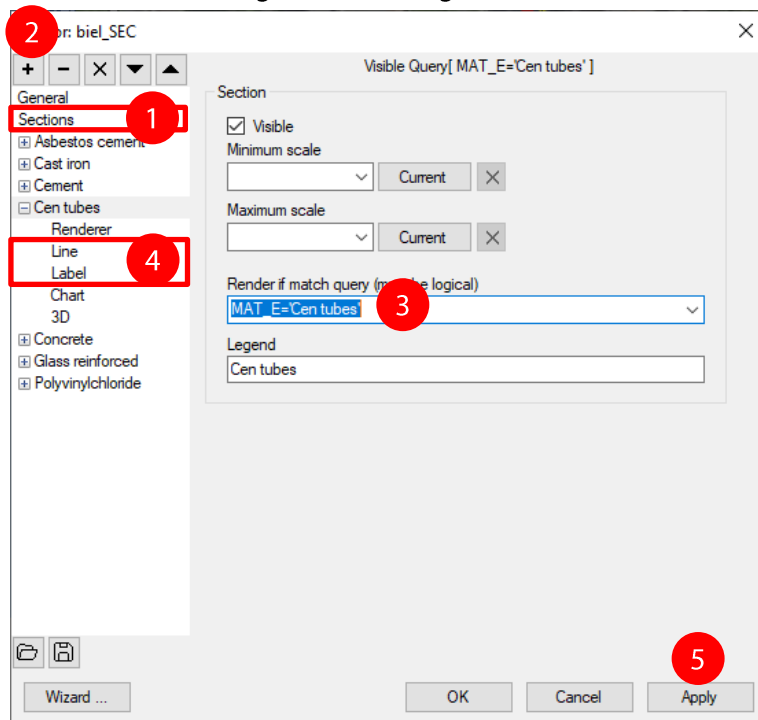 2 or: biel_SEC
+ −
Visible Query[ MAT_E='Cen tubes' ]
General
Section
Sections 1
Visible
Asbestos cement
Minimum scale
Cast iron
Current
Cement
Cen tubes
Maximum scale
Renderer
Current
Line
4
Label
Render if match query ( logical)
Chart
MAT_E='Cen tubes' 3
3D
Concrete
Legend
Glass reinforced
Cen tubes
Polyvinylchloride
5
Wizard ...
OK Cancel Apply